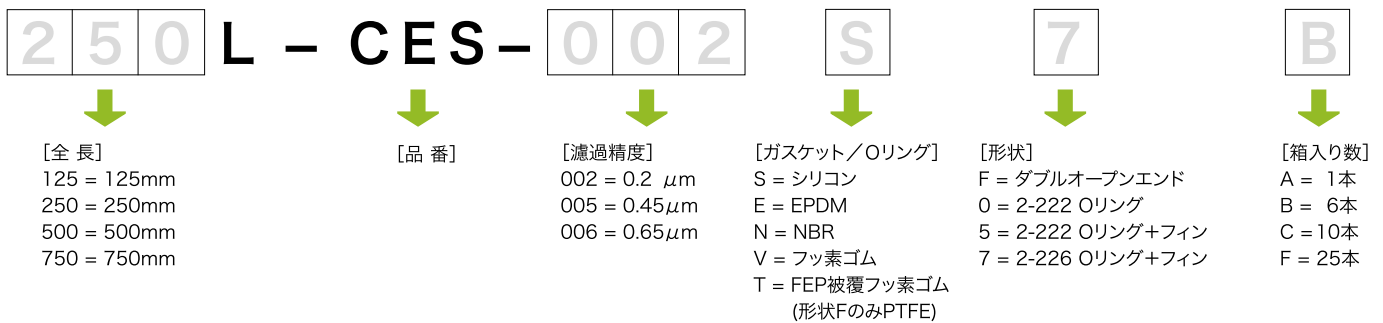 250L – CES–002 S 7 B
[全 長]
125 = 125mm
250 = 250mm
500 = 500mm
750 = 750mm
[品 番]
[濾過精度]
002 = 0.2 μm
005 = 0.45μm
006 = 0.65μm
[ガスケット／Oリング]
S = シリコン
E = EPDM
N = NBR
V = フッ素ゴム
T = FEP被覆フッ素ゴム
(形状FのみPTFE)
[形状]
F = ダブルオープンエンド
0 = 2-222 Oリング
5 = 2-222 Oリング＋フィン
7 = 2-226 Oリング＋フィン
[箱入り数]
A = 1本
B = 6本
C =10本
F = 25本